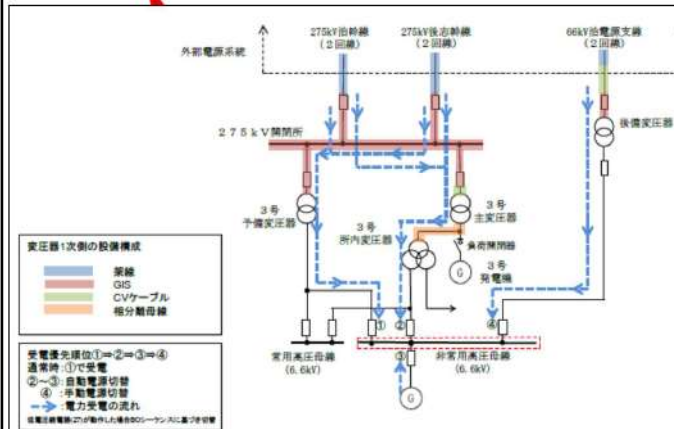 275kV泊幹線
(2回線)
275kV後志幹線
(2回線)
66kV泊電源支線
(2回線)
外部電源系統
後備変圧器
275kV開閉所
3号
予備変圧器
3号
所内変圧器
3号
主変圧器
負荷開閉器
G
3号
発電機
変圧器1次側の設備構成
架線
GIS
CVケーブル
相分離母線
① ② ④
常用高圧母線
(6.6kV)
非常用高圧母線
(6.6kV)
③
G
受電優先順位①⇒②⇒③⇒④
通常時:①で受電
②~③:自動電源切替
④ :手動電源切替
:電力受電の流れ